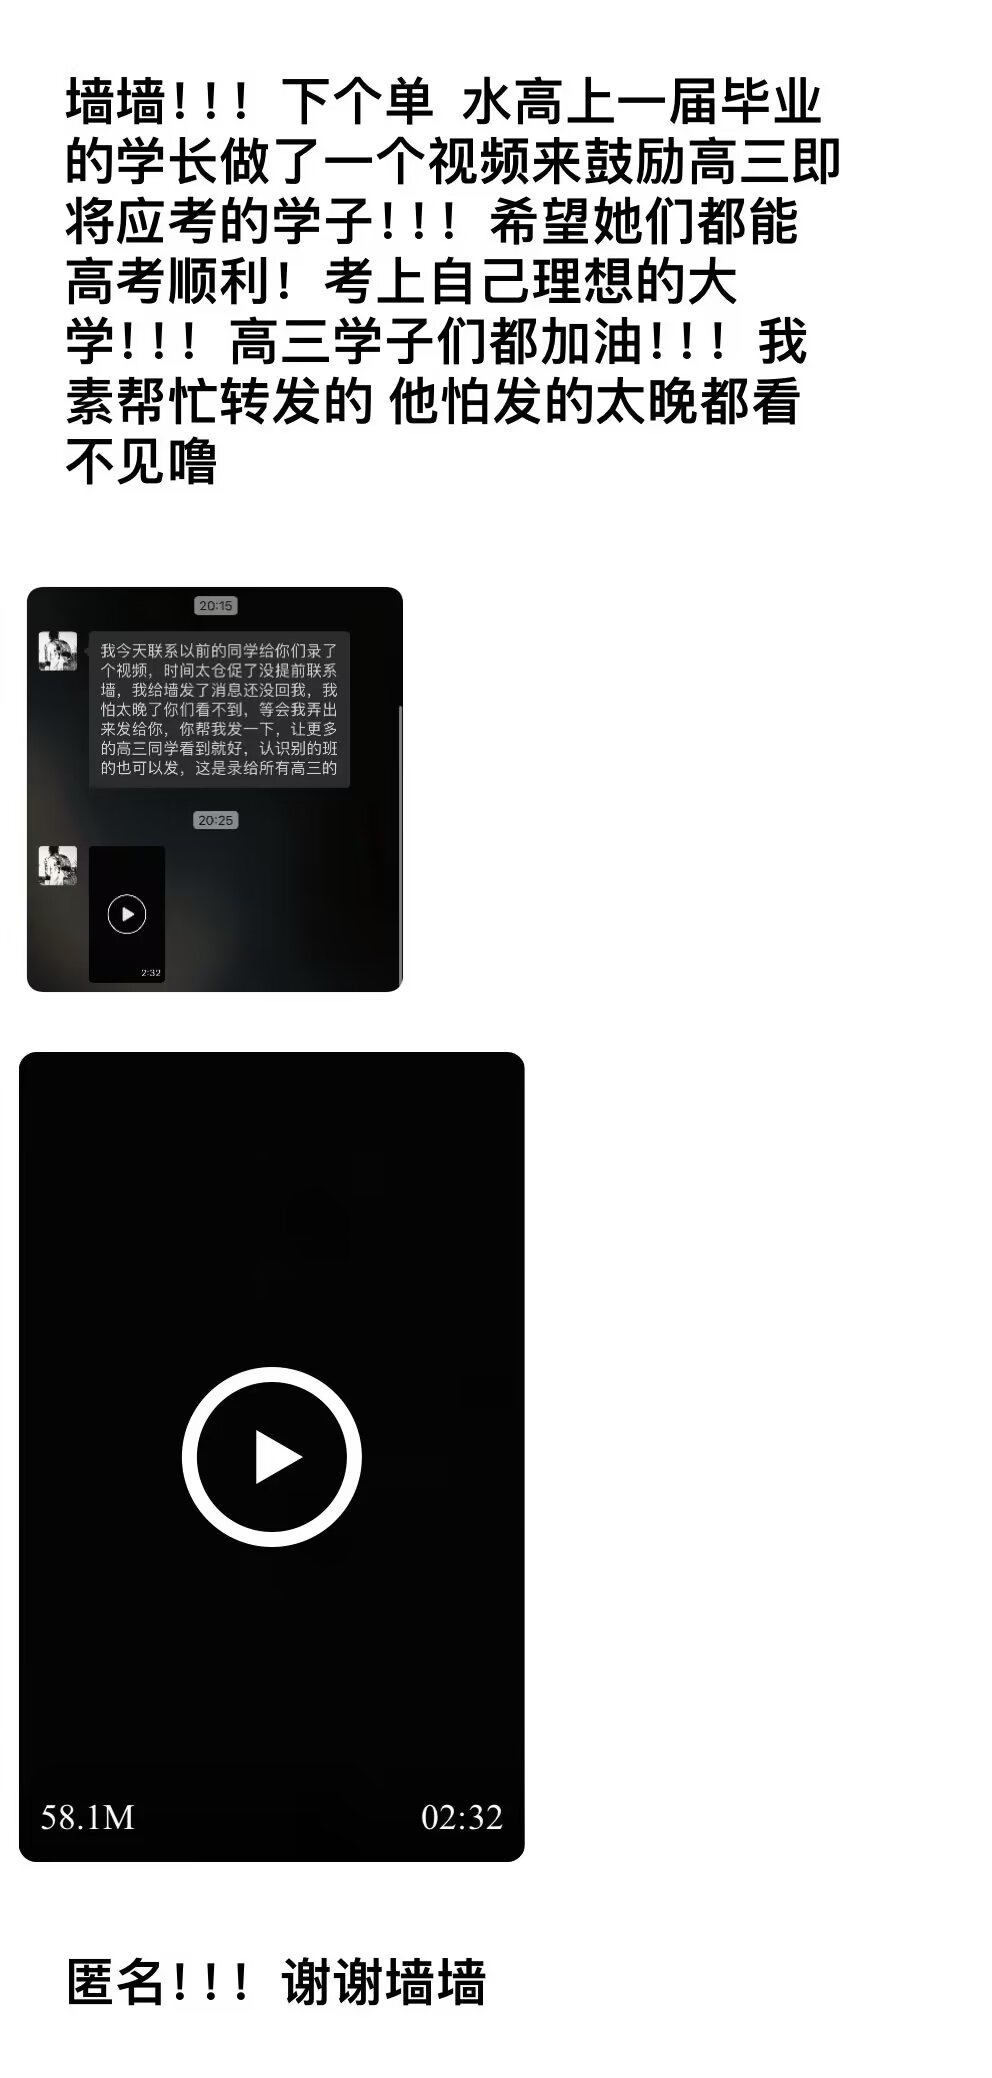 墙墙！！！下个单 水高上一届毕业
的学长做了一个视频来鼓励高三即
将应考的学子！！！希望她们都能
高考顺利！考上自己理想的大
学！！！高三学子们都加油！！！我
素帮忙转发的 他怕发的太晚都看
不见噜
20:15
我今天联系以前的同学给你们录了
个视频，时间太仓促了没提前联系
墙，我给墙发了消息还没回我，我
怕太晚了你们看不到，等会我弄出
来发给你，你帮我发一下，让更多
的高三同学看到就好，认识别的班
的也可以发，这是录给所有高三的
20:25
2:32
58.1M 02:32
匿名！！！谢谢墙墙